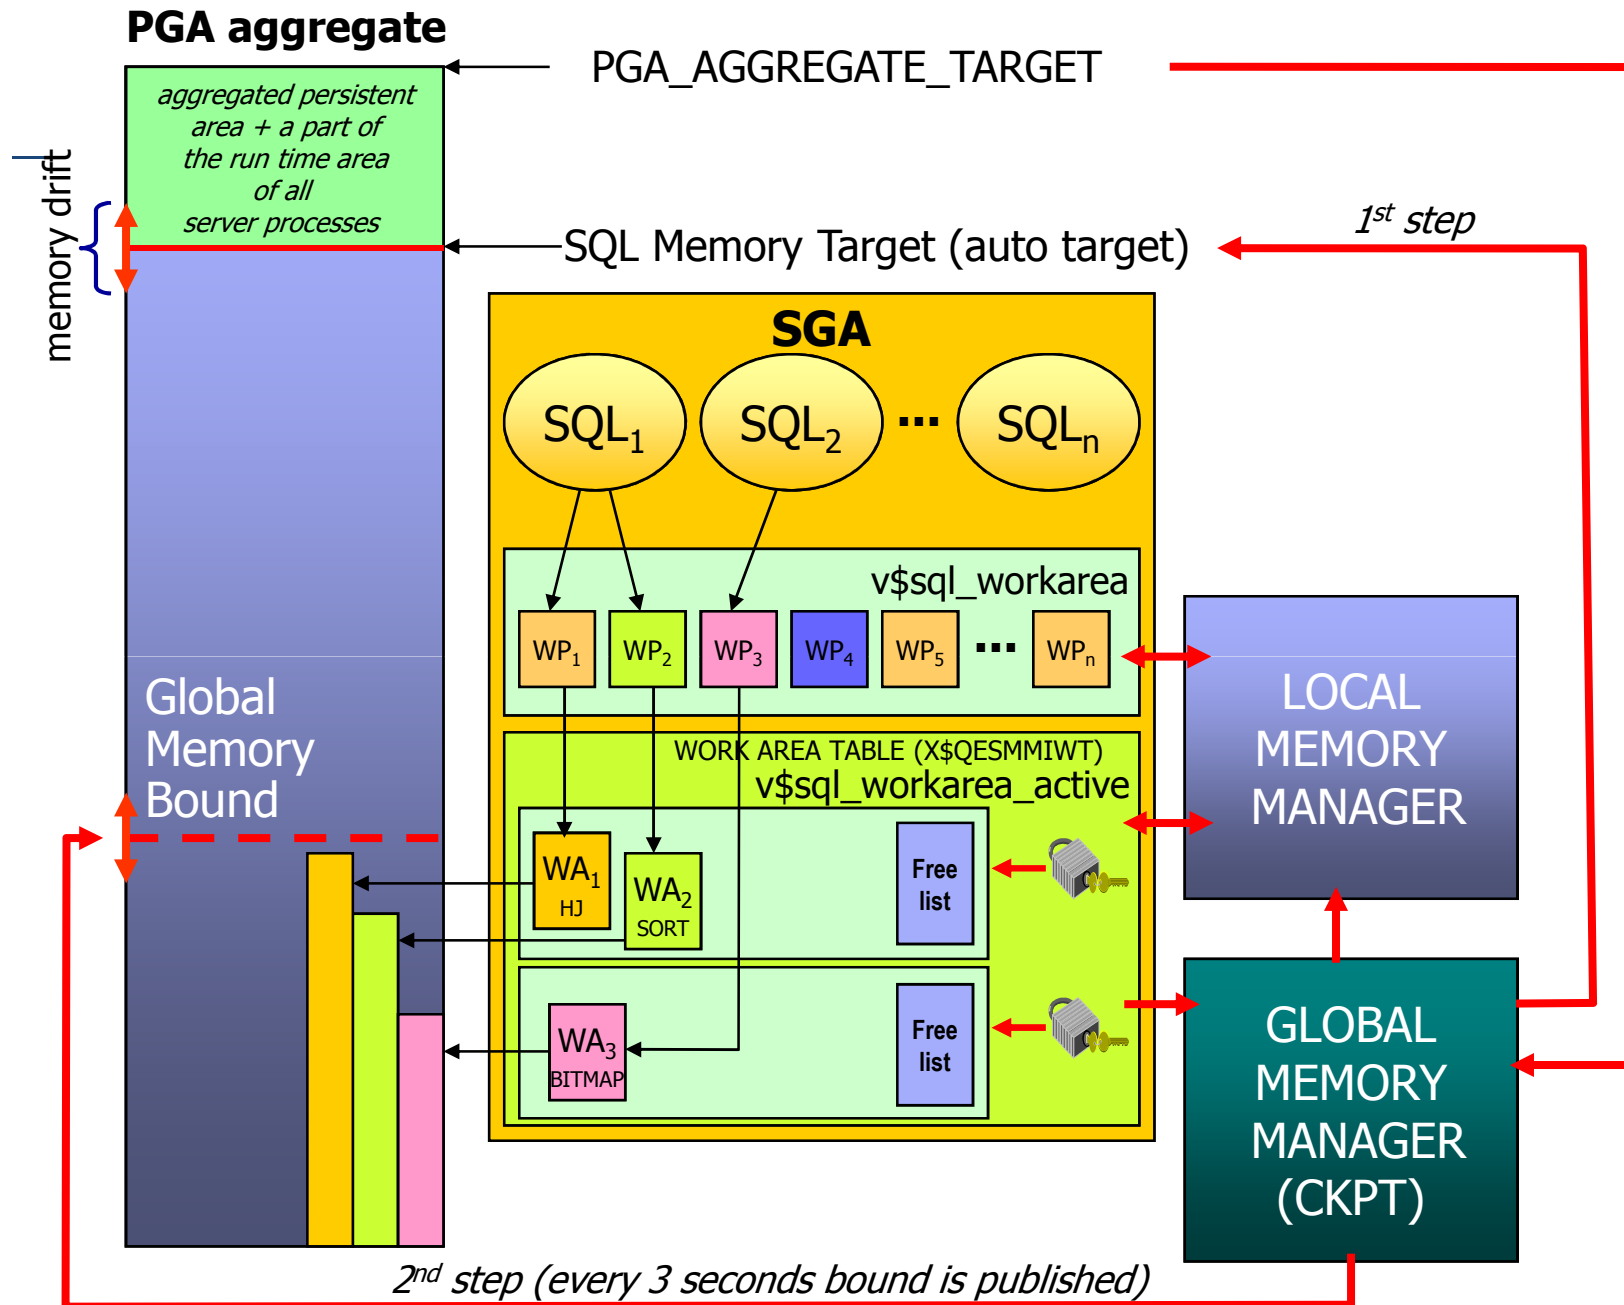 PGA aggregate
PGA_AGGREGATE_TARGET
aggregated persistent
area + a part of
the run time area
of all
server processes
memory drift
1st step
SQL Memory Target (auto target)
SGA
SQL1
SQL2
...
SQLn
v$sql_workarea
WP1
WP2
WP3
WP4
WP5
...
WPn
Global
Memory
Bound
LOCAL
MEMORY
MANAGER
WORK AREA TABLE (X$QESMMIWT)
v$sql_workarea_active
WA1
HJ
WA2
SORT
Free
list
WA3
BITMAP
Free
list
GLOBAL
MEMORY
MANAGER
(CKPT)
2nd step (every 3 seconds bound is published)